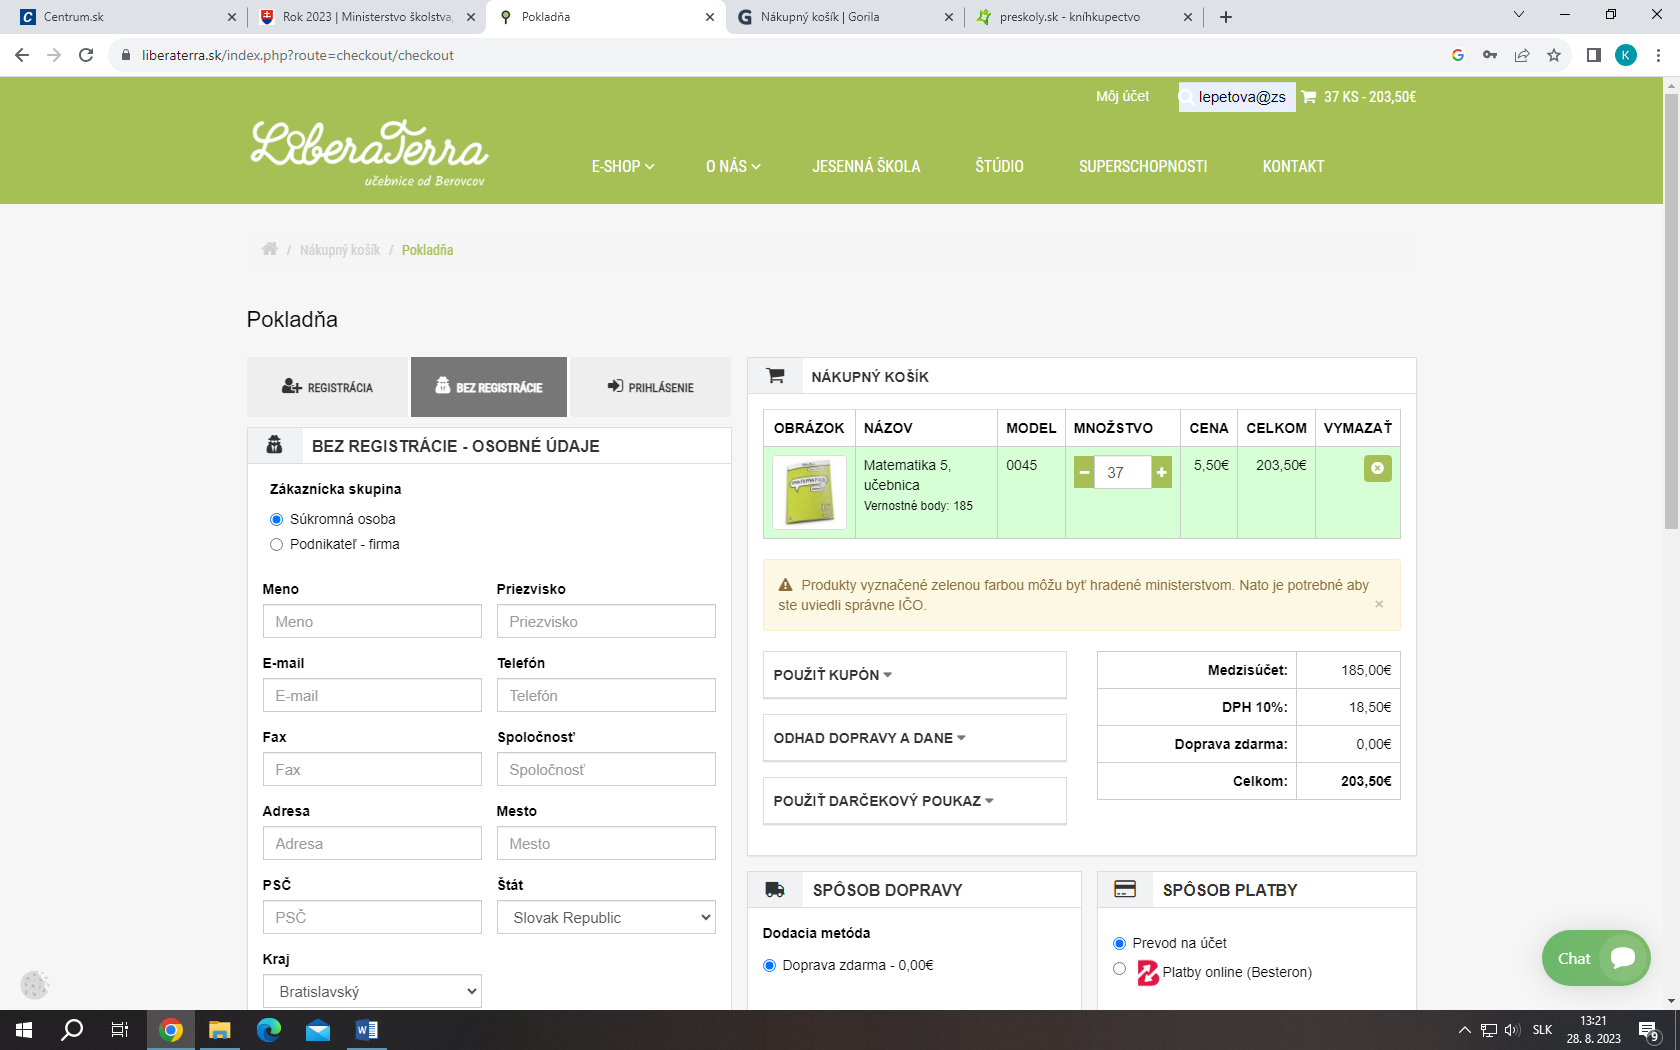 Centrum.sk
Rok 2023 | Ministerstvo školstva,
Pokladňa
Nákupný košík | Gorila
preskoly.sk - kníhkupectvo
liberaterra.sk/index.php?route=checkout/checkout
K
Môj účet
lepetova@zs
37 KS - 203,50€
LiberaTerra
učebnice od Berovcov
E-SHOP
O NÁS
JESENNÁ ŠKOLA
ŠTÚDIO
SUPERSCHOPNOSTI
KONTAKT
/ Nákupný košík / Pokladňa
Pokladňa
REGISTRÁCIA
BEZ REGISTRÁCIE
PRIHLÁSENIE
BEZ REGISTRÁCIE - OSOBNÉ ÚDAJE
Zákaznícka skupina
Súkromná osoba
Podnikateľ - firma
Meno
Priezvisko
Meno
Priezvisko
E-mail
Telefón
E-mail
Telefón
Fax
Spoločnosť
Fax
Spoločnosť
Adresa
Mesto
Adresa
Mesto
PSČ
Štát
PSČ
Slovak Republic
Kraj
Bratislavský
NÁKUPNÝ KOŠÍK
OBRÁZOK NÁZOV MODEL MNOŽSTVO CENA CELKOM VYMAZAŤ
Matematika 5, 0045 37 5,50€ 203,50€
učebnica
Vernostné body: 185
Produkty vyznačené zelenou farbou môžu byť hradené ministerstvom. Nato je potrebné aby
ste uviedli správne IČO.
×
POUŽIŤ KUPÓN
ODHAD DOPRAVY A DANE
POUŽIŤ DARČEKOVÝ POUKAZ
Medzisúčet: 185,00€
DPH 10%: 18,50€
Doprava zdarma: 0,00€
Celkom: 203,50€
SPÔSOB DOPRAVY
Dodacia metóda
Doprava zdarma - 0,00€
SPÔSOB PLATBY
Prevod na účet
Platby online (Besteron)
Chat
SLK
13:21
28. 8. 2023
9